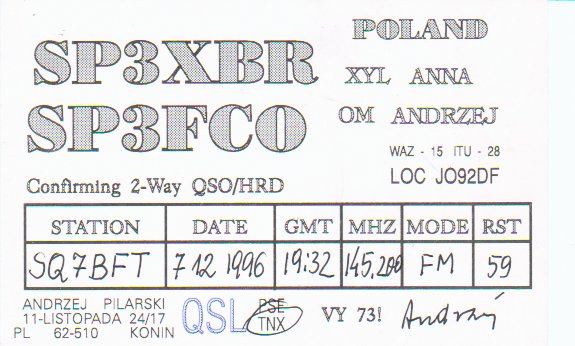 POLAND
SP3XBR
XYL ANNA
SP3FCO
OM ANDRZEJ
WAZ - 15 ITU - 28
LOC JO92DF
Confirming 2-Way QSO/HRD
STATION DATE GMT MHZ MODE RST
SQ7BFT 7 12 1996 19:32 145,200 FM 59
ANDRZEJ PILARSKI
11-LISTOPADA 24/17
PL 62-510 KONIN
QSL PSE
TNX
VY 73! Andrzej